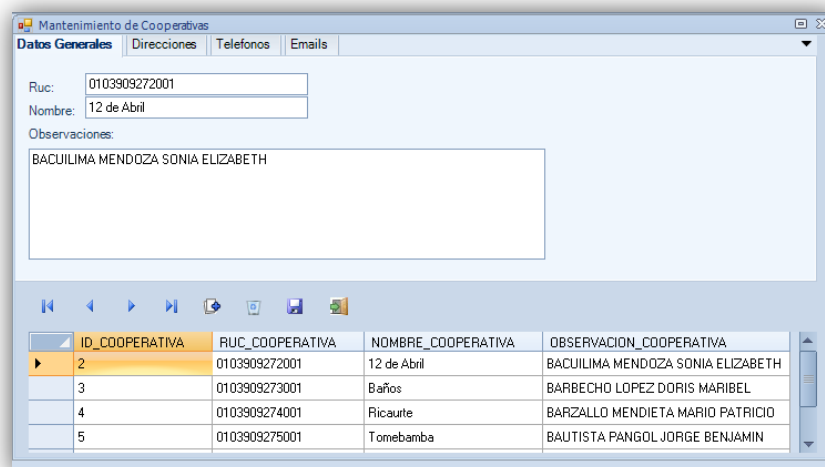 Mantenimiento de Cooperativas
Datos Generales Direcciones Telefonos Emails
Ruc: 0103909272001
Nombre: 12 de Abril
Observaciones:
BACUILIMA MENDOZA SONIA ELIZABETH
ID_COOPERATIVA RUC_COOPERATIVA NOMBRE_COOPERATIVA OBSERVACION_COOPERATIVA
2 0103909272001 12 de Abril BACUILIMA MENDOZA SONIA ELIZABETH
3 0103909273001 Baños BARBECHO LOPEZ DORIS MARIBEL
4 0103909274001 Ricaurte BARZALLO MENDIETA MARIO PATRICIO
5 0103909275001 Tomebamba BAUTISTA PANGOL JORGE BENJAMIN